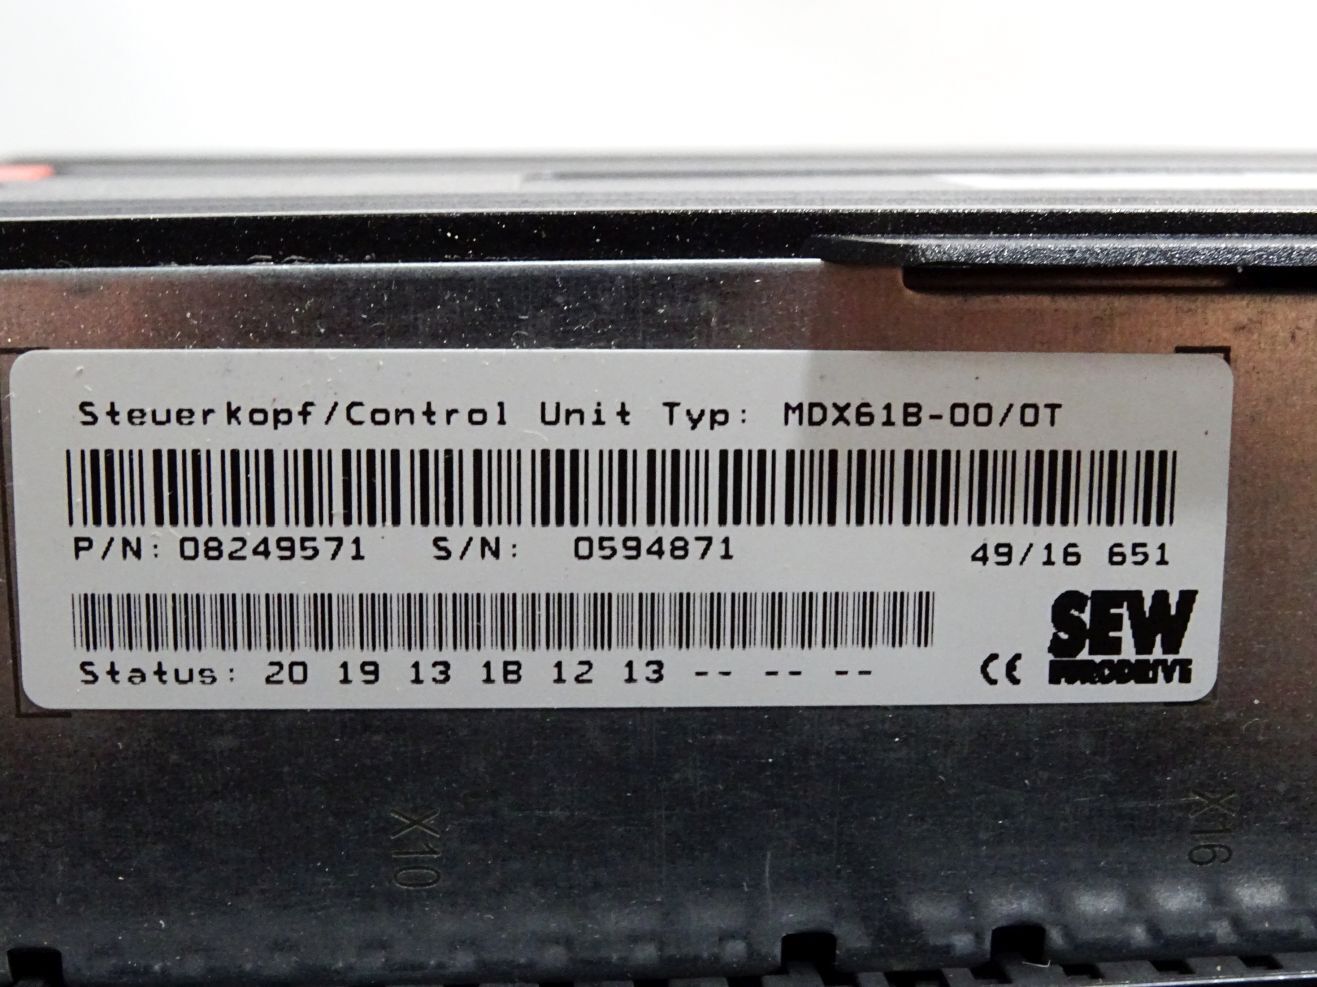 Steuerkopf/Control Unit Typ: MDX61B-00/0T
P/N: 08249571 S/N: 0594871 49/16 651
Status: 20 19 13 1B 12 13 -- -- --
CE
SEW
EURODRIVE
X10
X16